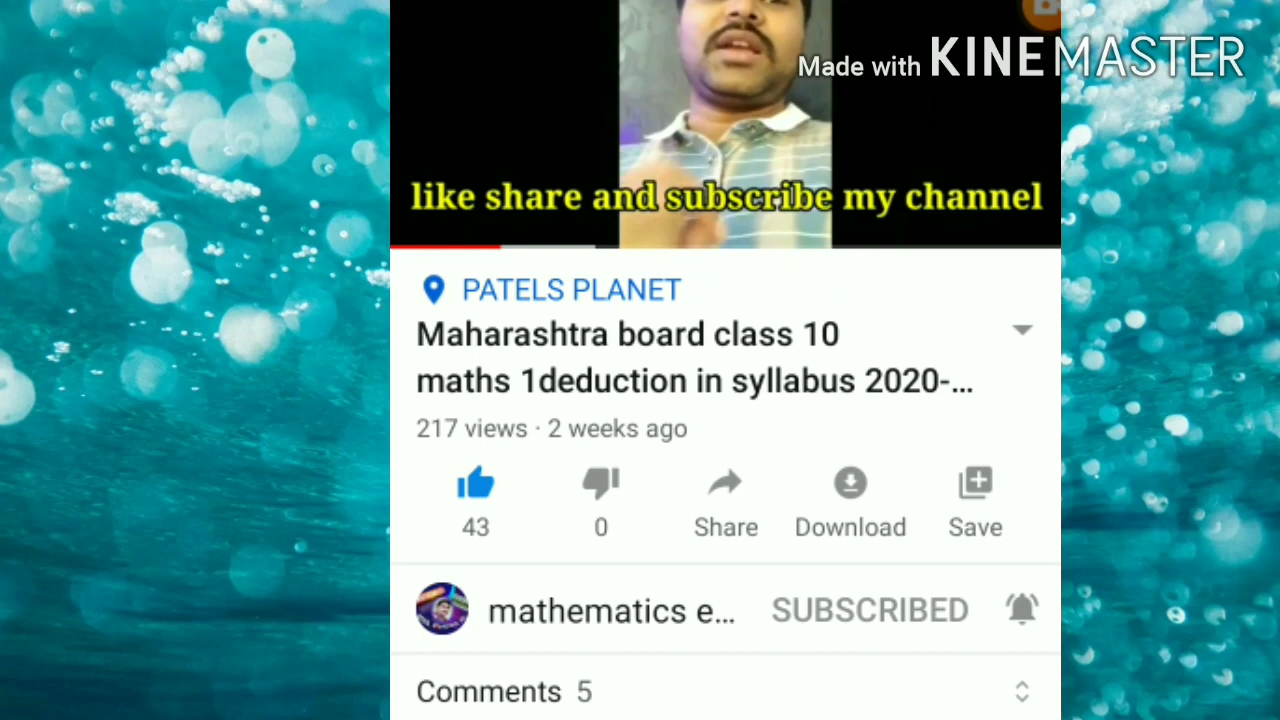 Made with KINEMASTER
like share and subscribe my channel
PATELS PLANET
Maharashtra board class 10
maths 1deduction in syllabus 2020-...
217 views · 2 weeks ago
43
0
Share
Download
Save
mathematics e...
SUBSCRIBED
Comments 5